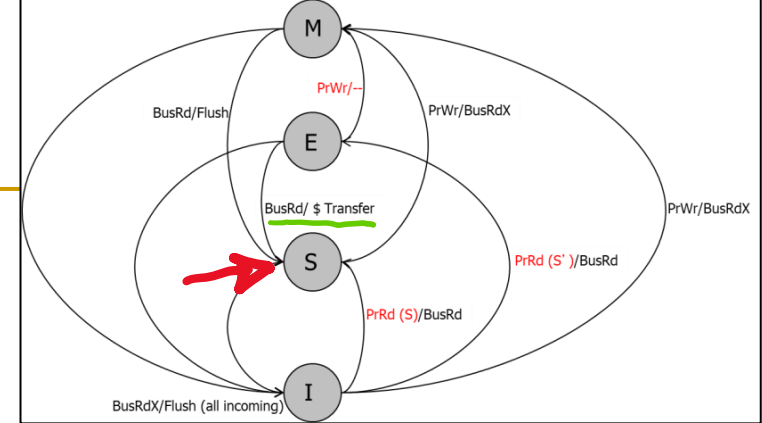 M
PrWr/--
BusRd/Flush
PrWr/BusRdX
E
BusRd/ $ Transfer
PrWr/BusRdX
S
PrRd (S' )/BusRd
PrRd (S)/BusRd
I
BusRdX/Flush (all incoming)